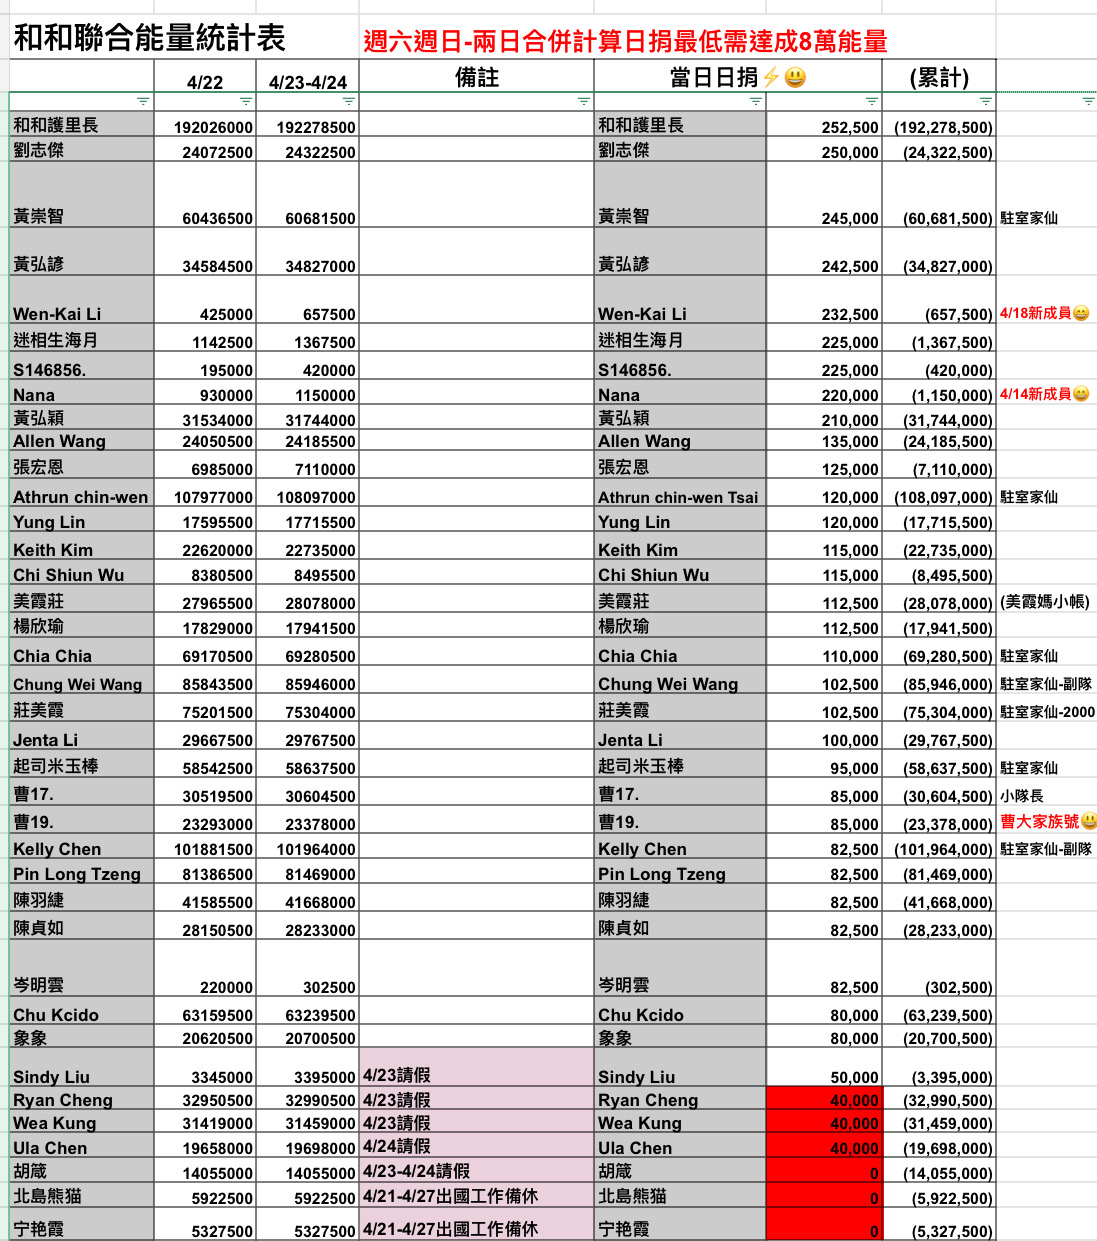 和和聯合能量統計表 週六週日-兩日合併計算日捐最低需達成8萬能量
4/22 4/23-4/24 備註 當日日捐⚡😃 (累計)
和和護里長 192026000 192278500 和和護里長 252,500 (192,278,500)
劉志傑 24072500 24322500 劉志傑 250,000 (24,322,500)
黃崇智 60436500 60681500 黃崇智 245,000 (60,681,500) 駐室家仙
黃弘諺 34584500 34827000 黃弘諺 242,500 (34,827,000)
Wen-Kai Li 425000 657500 Wen-Kai Li 232,500 (657,500) 4/18新成員😄
迷相生海月 1142500 1367500 迷相生海月 225,000 (1,367,500)
S146856. 195000 420000 S146856. 225,000 (420,000)
Nana 930000 1150000 Nana 220,000 (1,150,000) 4/14新成員😄
黃弘穎 31534000 31744000 黃弘穎 210,000 (31,744,000)
Allen Wang 24050500 24185500 Allen Wang 135,000 (24,185,500)
張宏恩 6985000 7110000 張宏恩 125,000 (7,110,000)
Athrun chin-wen 107977000 108097000 Athrun chin-wen Tsai 120,000 (108,097,000) 駐室家仙
Yung Lin 17595500 17715500 Yung Lin 120,000 (17,715,500)
Keith Kim 22620000 22735000 Keith Kim 115,000 (22,735,000)
Chi Shiun Wu 8380500 8495500 Chi Shiun Wu 115,000 (8,495,500)
美霞莊 27965500 28078000 美霞莊 112,500 (28,078,000) (美霞媽小帳)
楊欣瑜 17829000 17941500 楊欣瑜 112,500 (17,941,500)
Chia Chia 69170500 69280500 Chia Chia 110,000 (69,280,500) 駐室家仙
Chung Wei Wang 85843500 85946000 Chung Wei Wang 102,500 (85,946,000) 駐室家仙-副隊
莊美霞 75201500 75304000 莊美霞 102,500 (75,304,000) 駐室家仙-2000
Jenta Li 29667500 29767500 Jenta Li 100,000 (29,767,500)
起司米玉棒 58542500 58637500 起司米玉棒 95,000 (58,637,500) 駐室家仙
曹17. 30519500 30604500 曹17. 85,000 (30,604,500) 小隊長
曹19. 23293000 23378000 曹19. 85,000 (23,378,000) 曹大家族號😃
Kelly Chen 101881500 101964000 Kelly Chen 82,500 (101,964,000) 駐室家仙-副隊
Pin Long Tzeng 81386500 81469000 Pin Long Tzeng 82,500 (81,469,000)
陳羽緁 41585500 41668000 陳羽緁 82,500 (41,668,000)
陳貞如 28150500 28233000 陳貞如 82,500 (28,233,000)
岑明雲 220000 302500 岑明雲 82,500 (302,500)
Chu Kcido 63159500 63239500 Chu Kcido 80,000 (63,239,500)
象象 20620500 20700500 象象 80,000 (20,700,500)
Sindy Liu 3345000 3395000 4/23請假 Sindy Liu 50,000 (3,395,000)
Ryan Cheng 32950500 32990500 4/23請假 Ryan Cheng 40,000 (32,990,500)
Wea Kung 31419000 31459000 4/23請假 Wea Kung 40,000 (31,459,000)
Ula Chen 19658000 19698000 4/24請假 Ula Chen 40,000 (19,698,000)
胡箴 14055000 14055000 4/23-4/24請假 胡箴 0 (14,055,000)
北島熊猫 5922500 5922500 4/21-4/27出國工作備休 北島熊猫 0 (5,922,500)
宁艳霞 5327500 5327500 4/21-4/27出國工作備休 宁艳霞 0 (5,327,500)